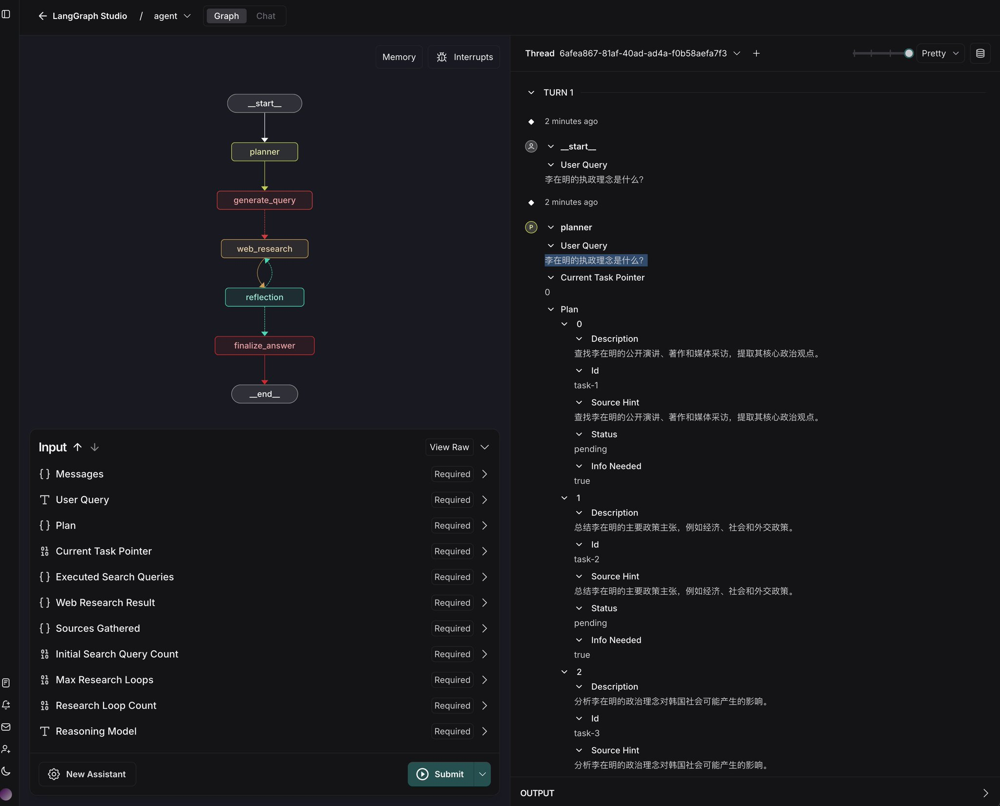 LangGraph Studio / agent
Graph
Chat
Memory
Interrupts
__start__
planner
generate_query
web_research
reflection
finalize_answer
__end__
Input
View Raw
Messages Required
User Query Required
Plan Required
Current Task Pointer Required
Executed Search Queries Required
Web Research Result Required
Sources Gathered Required
Initial Search Query Count Required
Max Research Loops Required
Research Loop Count Required
Reasoning Model Required
New Assistant
Submit
Thread 6afea867-81af-40ad-ad4a-f0b58aefa7f3
Pretty
TURN 1
2 minutes ago
__start__
User Query
李在明的执政理念是什么?
2 minutes ago
P planner
User Query
李在明的执政理念是什么?
Current Task Pointer
0
Plan
0
Description
查找李在明的公开演讲、著作和媒体采访，提取其核心政治观点。
Id
task-1
Source Hint
查找李在明的公开演讲、著作和媒体采访，提取其核心政治观点。
Status
pending
Info Needed
true
1
Description
总结李在明的主要政策主张，例如经济、社会和外交政策。
Id
task-2
Source Hint
总结李在明的主要政策主张，例如经济、社会和外交政策。
Status
pending
Info Needed
true
2
Description
分析李在明的政治理念对韩国社会可能产生的影响。
Id
task-3
Source Hint
分析李在明的政治理念对韩国社会可能产生的影响。
OUTPUT